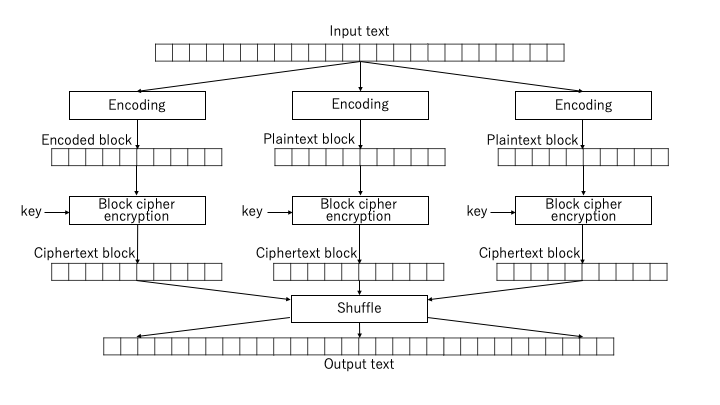 Input text
Encoding
Encoding
Encoding
Encoded block
Plaintext block
Plaintext block
key
Block cipher
encryption
key
Block cipher
encryption
key
Block cipher
encryption
Ciphertext block
Ciphertext block
Ciphertext block
Shuffle
Output text